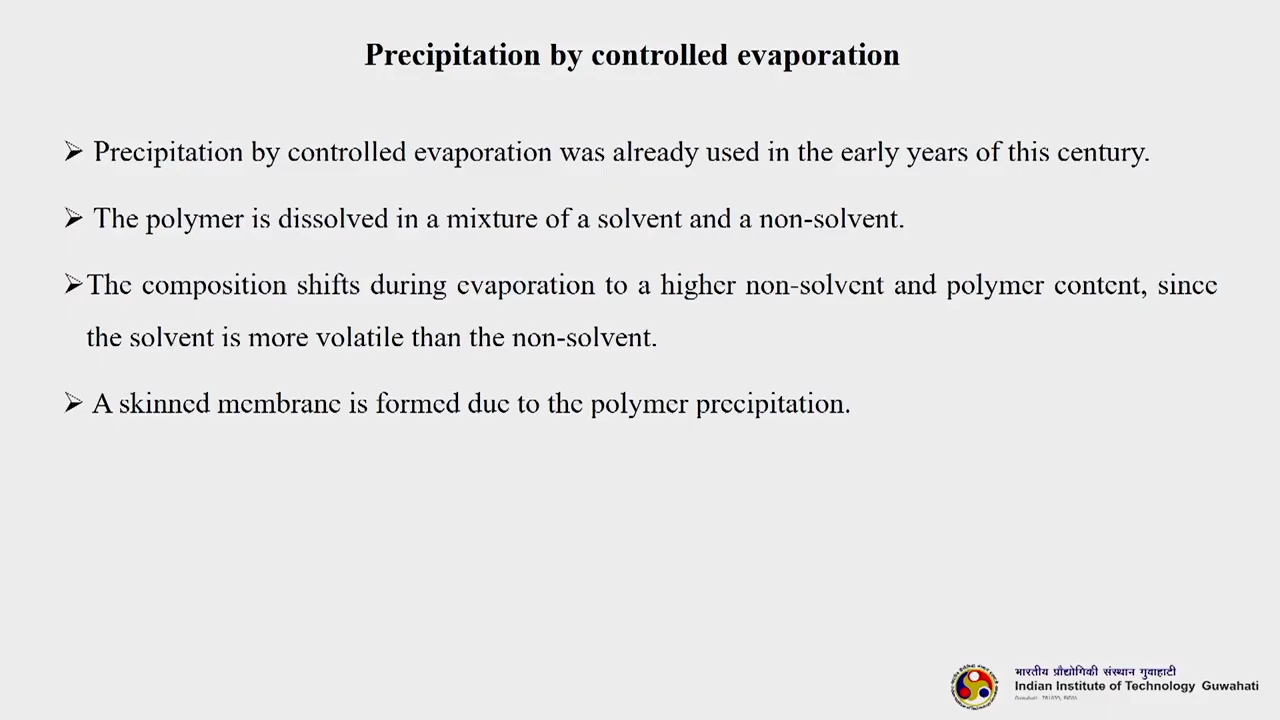 Precipitation by controlled evaporation
➢ Precipitation by controlled evaporation was already used in the early years of this century.
➢ The polymer is dissolved in a mixture of a solvent and a non-solvent.
➢The composition shifts during evaporation to a higher non-solvent and polymer content, since
the solvent is more volatile than the non-solvent.
➢ A skinned membrane is formed due to the polymer precipitation.
भारतीय प्रौद्योगिकी संस्थान गुवाहाटी
Indian Institute of Technology Guwahati